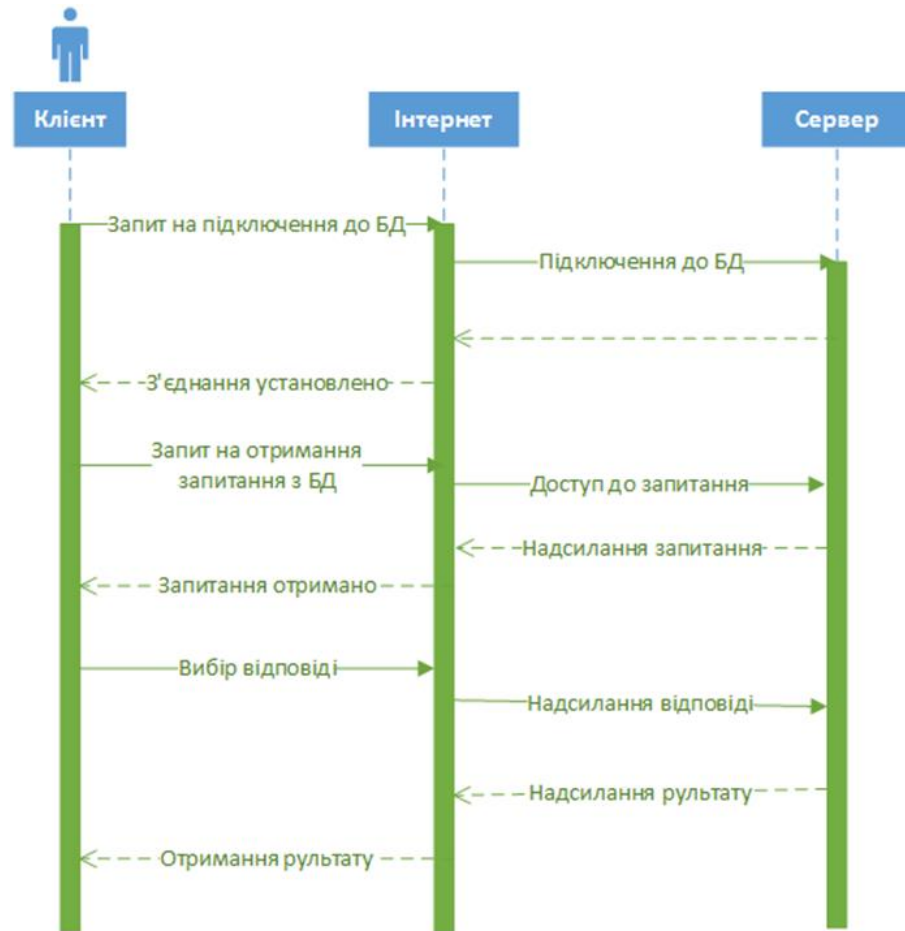 Клієнт
Інтернет
Сервер
Запит на підключення до БД
Підключення до БД
З'єднання установлено
Запит на отримання
запитання з БД
Доступ до запитання
Надсилання запитання
Запитання отримано
Вибір відповіді
Надсилання відповіді
Надсилання рультату
Отримання рультату